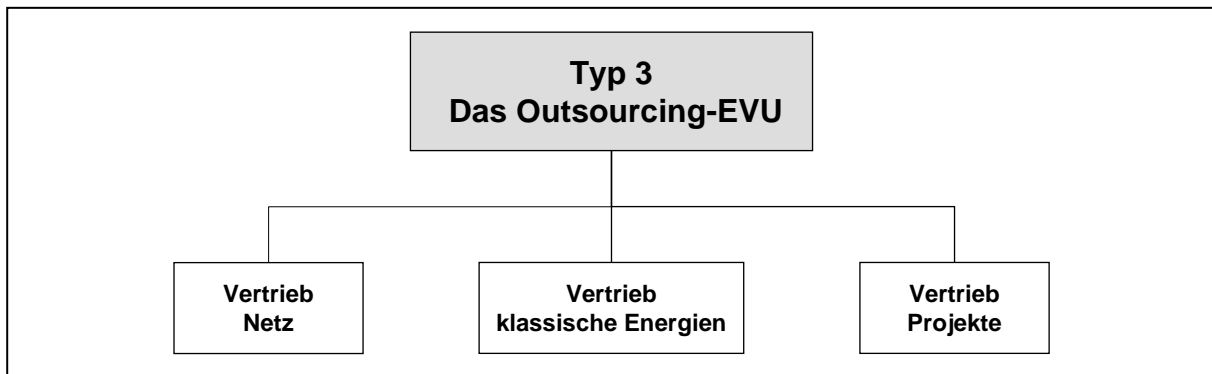 Typ 3
Das Outsourcing-EVU
Vertrieb
Netz
Vertrieb
klassische Energien
Vertrieb
Projekte